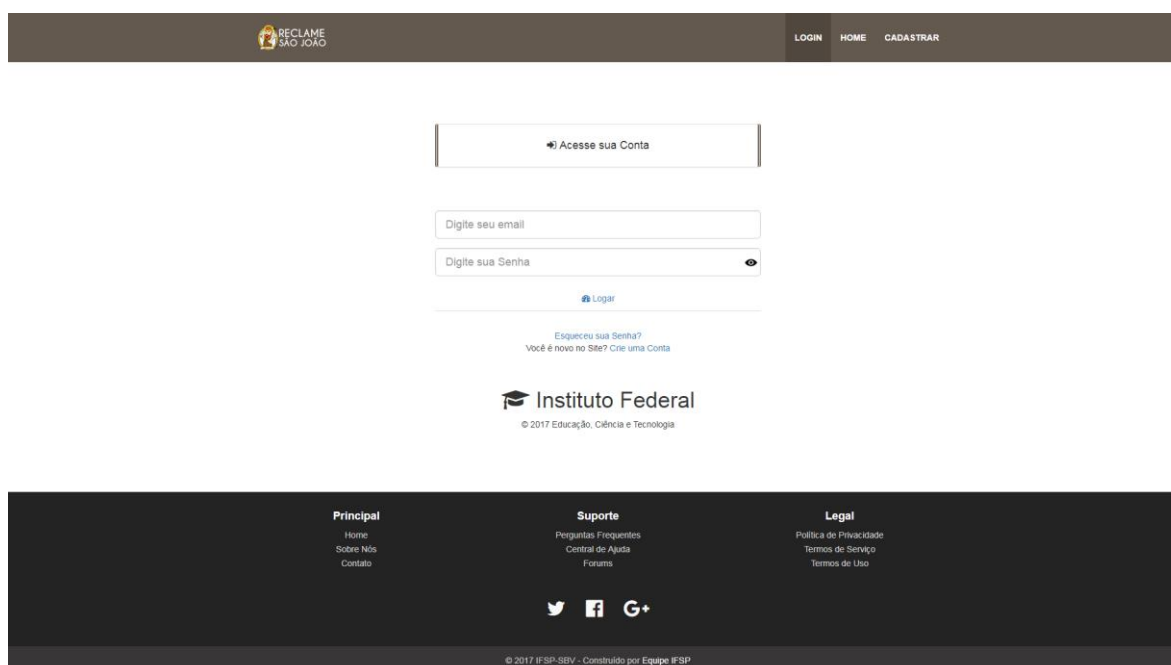 RECLAME
SÃO JOÃO
LOGIN HOME CADASTRAR
Acesse sua Conta
Digite seu email
Digite sua Senha
Logar
Esqueceu sua Senha?
Você é novo no Site? Crie uma Conta
Instituto Federal
© 2017 Educação, Ciência e Tecnologia
Principal Suporte Legal
Home Perguntas Frequentes Política de Privacidade
Sobre Nós Central de Ajuda Termos de Serviço
Contato Forums Termos de Uso
G+
© 2017 IFSP-SBV - Construído por Equipe IFSP